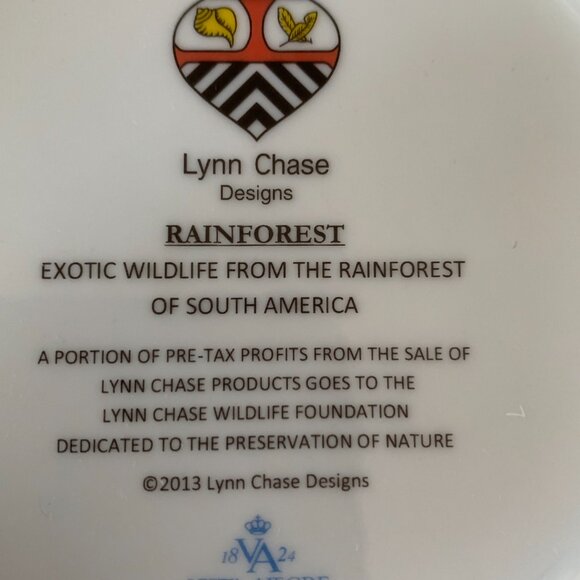 Lynn Chase
Designs
RAINFOREST
EXOTIC WILDLIFE FROM THE RAINFOREST
OF SOUTH AMERICA
A PORTION OF PRE-TAX PROFITS FROM THE SALE OF
LYNN CHASE PRODUCTS GOES TO THE
LYNN CHASE WILDLIFE FOUNDATION
DEDICATED TO THE PRESERVATION OF NATURE
©2013 Lynn Chase Designs
18 VA 24